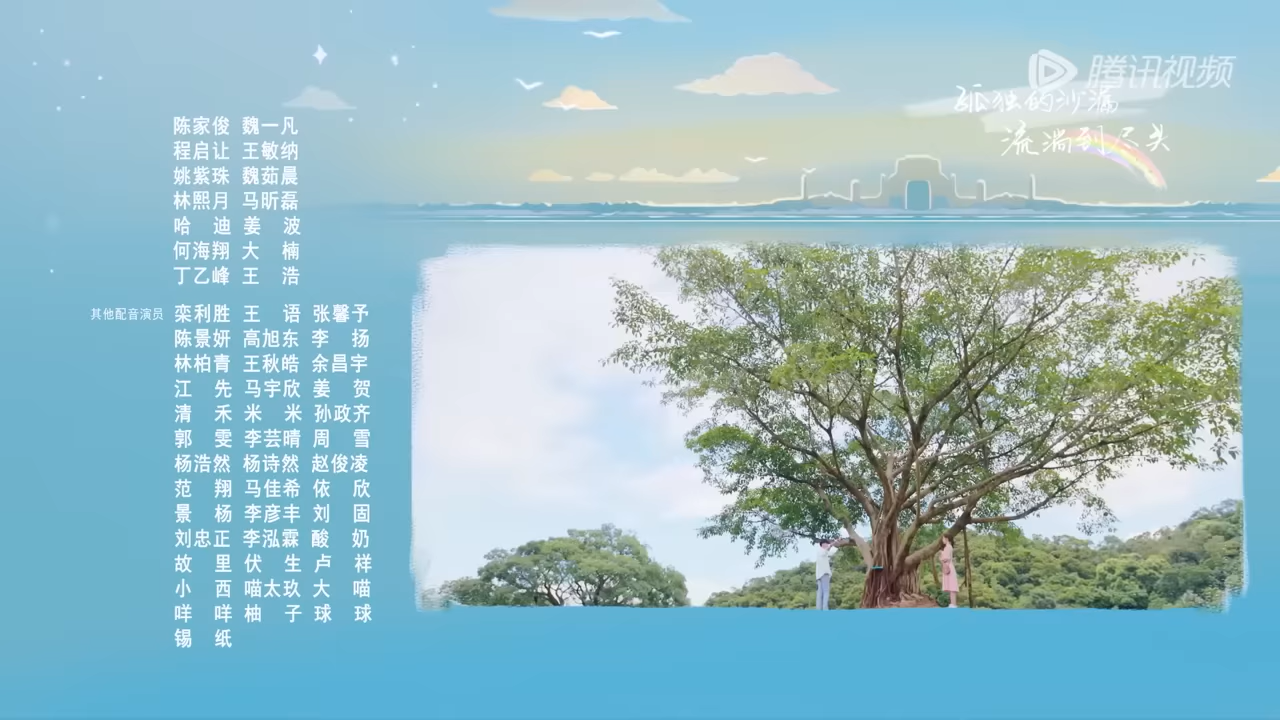 腾讯视频
孤独的沙漏
流淌到尽头
陈家俊 魏一凡
程启让 王敏纳
姚紫珠 魏茹晨
林熙月 马昕磊
哈 迪 姜 波
何海翔 大 楠
丁乙峰 王 浩
其他配音演员 栾利胜 王 语 张馨予
陈景妍 高旭东 李 扬
林柏青 王秋皓 余昌宇
江 先 马宇欣 姜 贺
清 禾 米 米 孙政齐
郭 雯 李芸晴 周 雪
杨浩然 杨诗然 赵俊凌
范 翔 马佳希 依 欣
景 杨 李彦丰 刘 固
刘忠正 李泓霖 酸 奶
故 里 伏 生 卢 祥
小 西 喵太玖 大 喵
咩 咩 柚 子 球 球
锡 纸